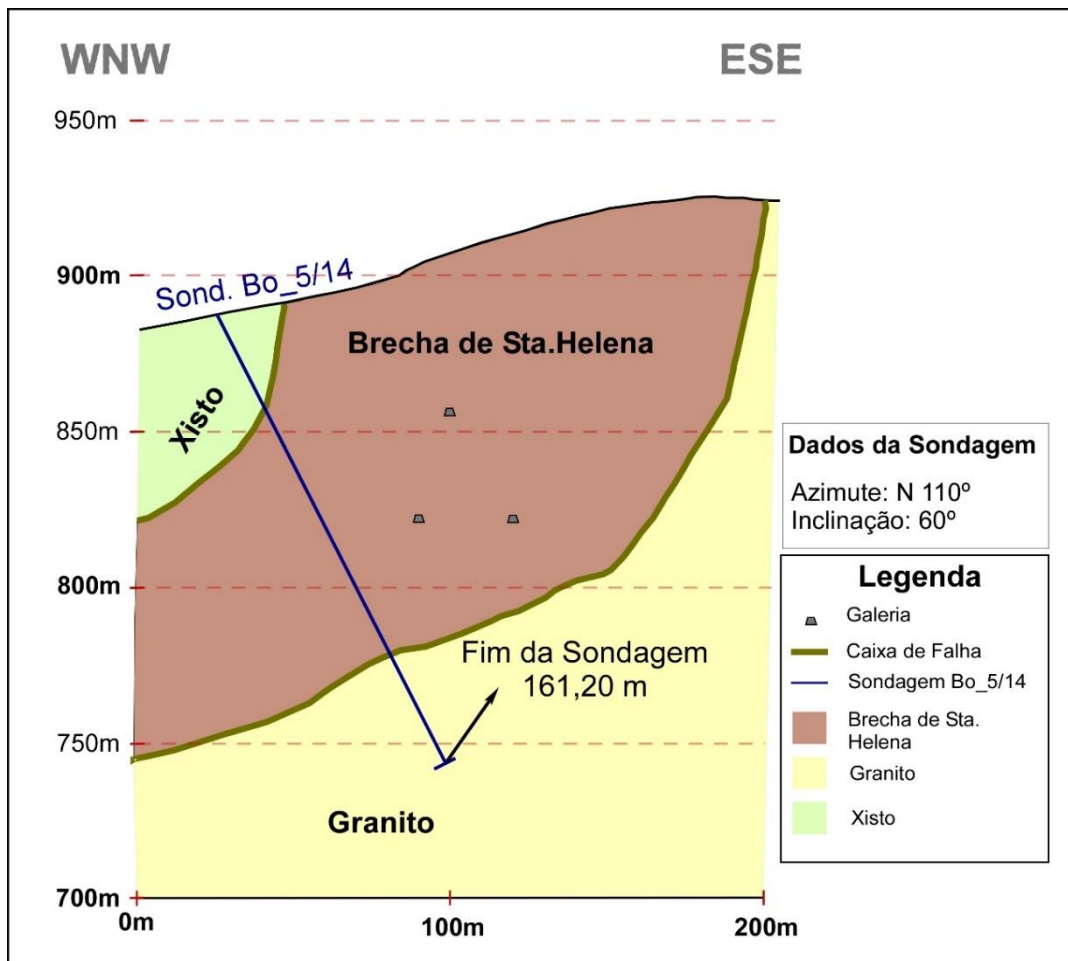 WNW
ESE
950m
900m
850m
800m
750m
700m
0m
100m
200m
Sond. Bo_5/14
Brecha de Sta.Helena
Xisto
Fim da Sondagem
161,20 m
Granito
Dados da Sondagem
Azimute: N 110º
Inclinação: 60º
Legenda
Galeria
Caixa de Falha
Sondagem Bo_5/14
Brecha de Sta.
Helena
Granito
Xisto